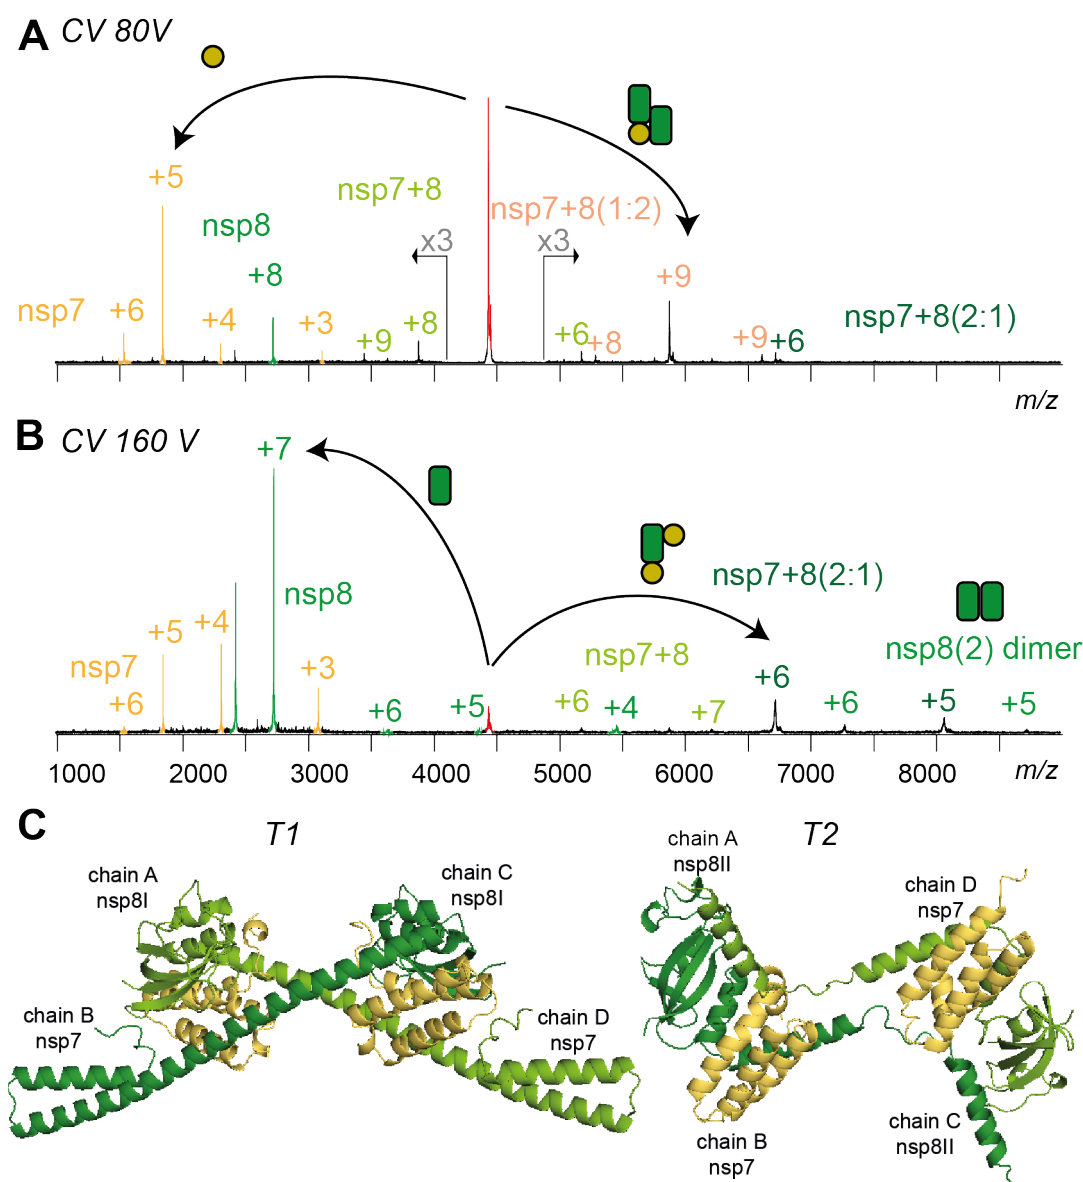 A CV 80V
+5
nsp7+8
nsp7+8(1:2)
nsp8
x3
x3
+8
+9
nsp7
+6
+4
+3
+9
+8
+6
+8
+9
+6
nsp7+8(2:1)
m/z
B CV 160 V
+7
nsp7+8(2:1)
nsp8
+5
+4
nsp7+8
nsp8(2) dimer
nsp7
+3
+6
+6
+5
+6
+4
+7
+6
+6
+5
+5
1000 2000 3000 4000 5000 6000 7000 8000 m/z
C
T1
T2
chain A
nsp8I
chain C
nsp8I
chain B
nsp7
chain D
nsp7
chain A
nsp8II
chain D
nsp7
chain B
nsp7
chain C
nsp8II